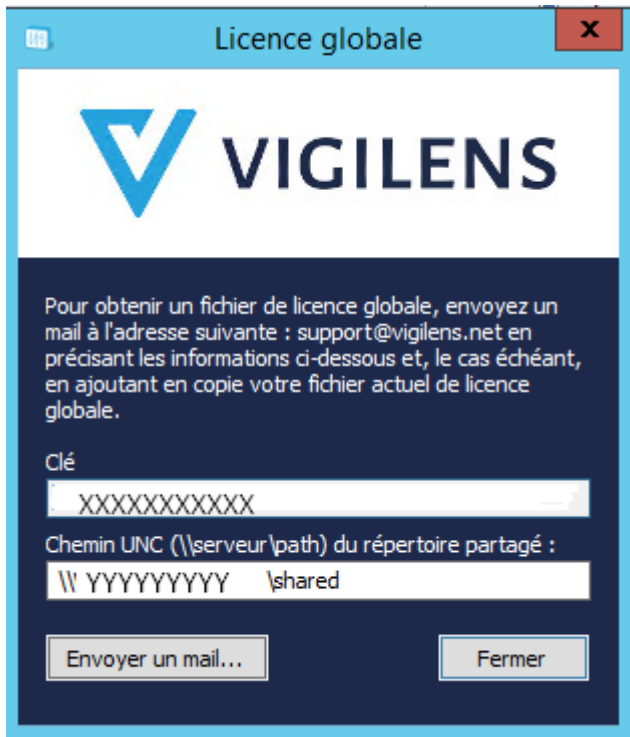 Licence globale
VIGILENS
Pour obtenir un fichier de licence globale, envoyez un
mail à l'adresse suivante : support@vigilens.net en
précisant les informations ci-dessous et, le cas échéant,
en ajoutant en copie votre fichier actuel de licence
globale.
Clé
XXXXXXXXXXX
Chemin UNC (\\serveur\path) du répertoire partagé :
\\ YYYYYYYYY \shared
Envoyer un mail... Fermer